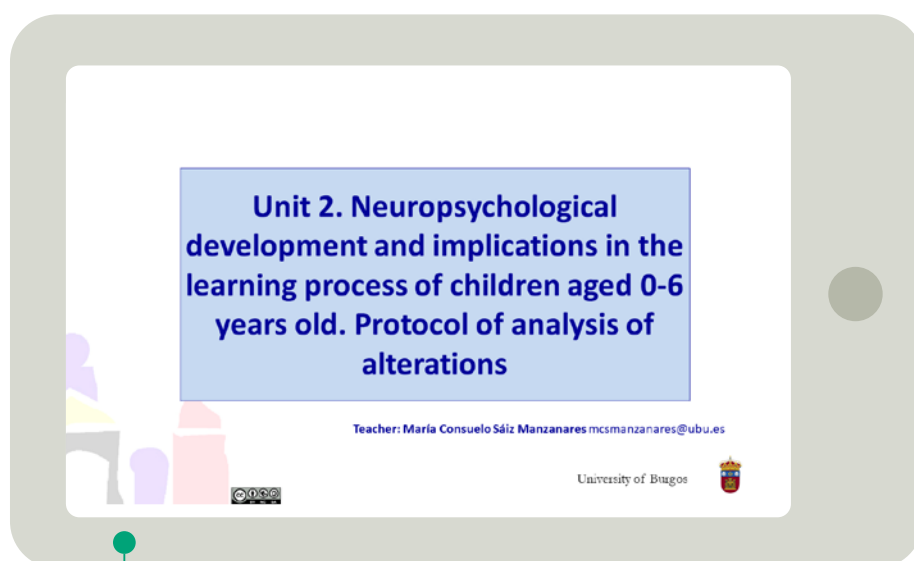 Unit 2. Neuropsychological
development and implications in the
learning process of children aged 0-6
years old. Protocol of analysis of
alterations
Teacher: María Consuelo Sáiz Manzanares mcsmanzanares@ubu.es
University of Burgos